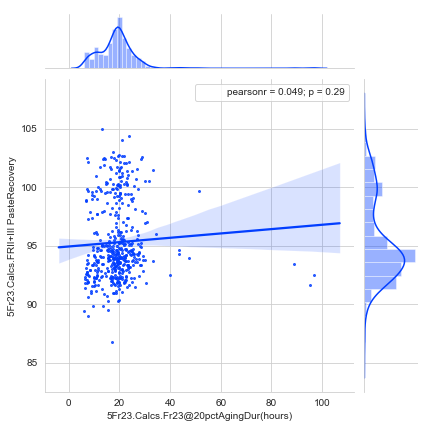 pearsonr = 0.049; p = 0.29
105
100
95
90
85
5Fr23.Calcs.FRII+III PasteRecovery
0 20 40 60 80 100
5Fr23.Calcs.Fr23@20pctAgingDur(hours)